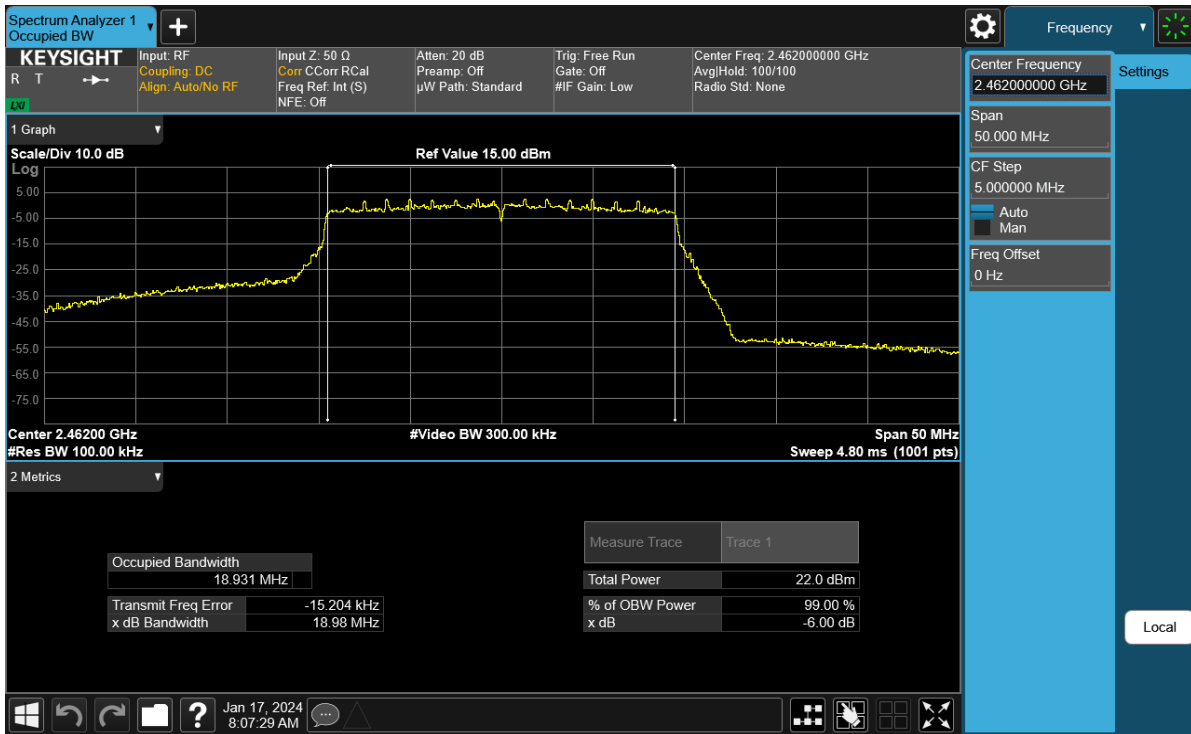 Spectrum Analyzer 1
Occupied BW
Frequency
KEYSIGHT
R T
LXI
Input: RF
Coupling: DC
Align: Auto/No RF
Input Z: 50 Ω
Corr CCorr RCal
Freq Ref: Int (S)
NFE: Off
Atten: 20 dB
Preamp: Off
µW Path: Standard
Trig: Free Run
Gate: Off
#IF Gain: Low
Center Freq: 2.462000000 GHz
Avg|Hold: 100/100
Radio Std: None
Center Frequency
2.462000000 GHz
Settings
Span
50.000 MHz
CF Step
5.000000 MHz
Auto
Man
Freq Offset
0 Hz
Local
1 Graph
Scale/Div 10.0 dB
Ref Value 15.00 dBm
Log
5.00
-5.00
-15.0
-25.0
-35.0
-45.0
-55.0
-65.0
-75.0
Center 2.46200 GHz
#Video BW 300.00 kHz
Span 50 MHz
#Res BW 100.00 kHz
Sweep 4.80 ms (1001 pts)
2 Metrics
Occupied Bandwidth
18.931 MHz
Transmit Freq Error -15.204 kHz
x dB Bandwidth 18.98 MHz
Measure Trace Trace 1
Total Power 22.0 dBm
% of OBW Power 99.00 %
x dB -6.00 dB
?
Jan 17, 2024
8:07:29 AM